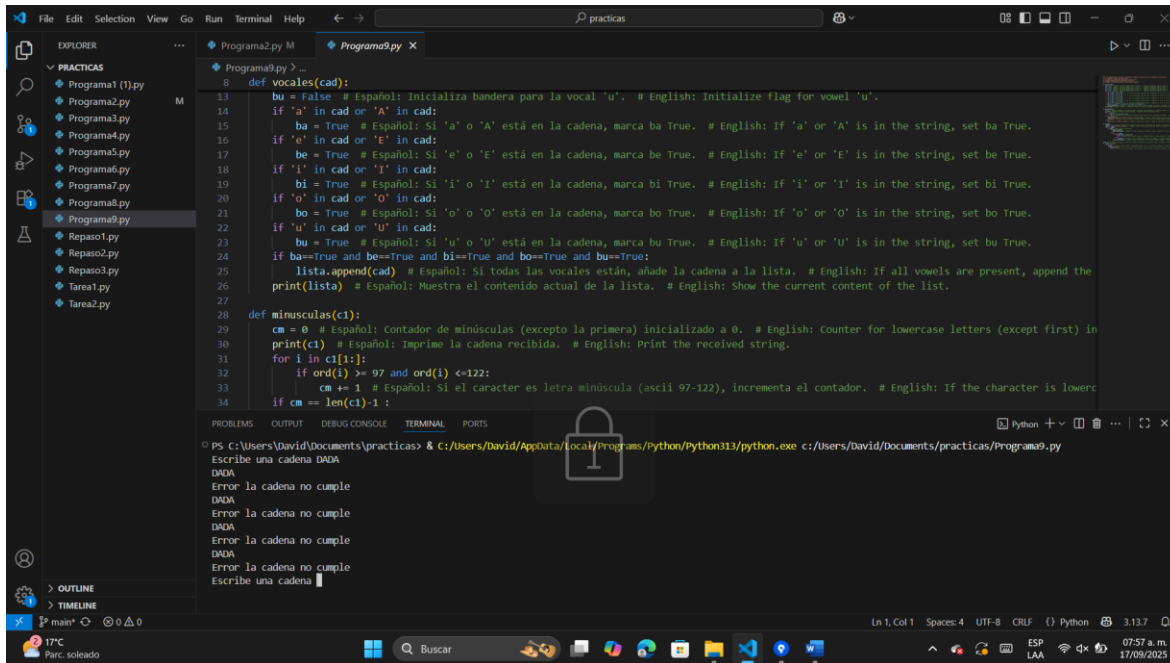 File Edit Selection View Go Run Terminal Help
practicas
EXPLORER
Programa2.py M
Programa9.py
PRACTICAS
Programa1 (1).py
Programa2.py M
Programa3.py
Programa4.py
Programa5.py
Programa6.py
Programa7.py
Programa8.py
Programa9.py
Repaso1.py
Repaso2.py
Repaso3.py
Tarea1.py
Tarea2.py
OUTLINE
TIMELINE
Programa9.py > ...
8 def vocales(cad):
13 bu = False # Español: Inicializa bandera para la vocal 'u'. # English: Initialize flag for vowel 'u'.
14 if 'a' in cad or 'A' in cad:
15 ba = True # Español: Si 'a' o 'A' está en la cadena, marca ba True. # English: If 'a' or 'A' is in the string, set ba True.
16 if 'e' in cad or 'E' in cad:
17 be = True # Español: Si 'e' o 'E' está en la cadena, marca be True. # English: If 'e' or 'E' is in the string, set be True.
18 if 'i' in cad or 'I' in cad:
19 bi = True # Español: Si 'i' o 'I' está en la cadena, marca bi True. # English: If 'i' or 'I' is in the string, set bi True.
20 if 'o' in cad or 'O' in cad:
21 bo = True # Español: Si 'o' o 'O' está en la cadena, marca bo True. # English: If 'o' or 'O' is in the string, set bo True.
22 if 'u' in cad or 'U' in cad:
23 bu = True # Español: Si 'u' o 'U' está en la cadena, marca bu True. # English: If 'u' or 'U' is in the string, set bu True.
24 if ba==True and be==True and bi==True and bo==True and bu==True:
25 lista.append(cad) # Español: Si todas las vocales están, añade la cadena a la lista. # English: If all vowels are present, append the
26 print(lista) # Español: Muestra el contenido actual de la lista. # English: Show the current content of the list.
27
28 def minusculas(c1):
29 cm = 0 # Español: Contador de minúsculas (excepto la primera) inicializado a 0. # English: Counter for lowercase letters (except first) in
30 print(c1) # Español: Imprime la cadena recibida. # English: Print the received string.
31 for i in c1[1:]:
32 if ord(i) >= 97 and ord(i) <=122:
33 cm += 1 # Español: Si el caracter es letra minúscula (ascii 97-122), incrementa el contador. # English: If the character is lowerc
34 if cm == len(c1)-1 :
PROBLEMS OUTPUT DEBUG CONSOLE TERMINAL PORTS
Python
PS C:\Users\David\Documents\practicas> & C:/Users/David/AppData/Local/Programs/Python/Python313/python.exe c:/Users/David/Documents/practicas/Programa9.py
Escribe una cadena DADA
DADA
Error la cadena no cumple
DADA
Error la cadena no cumple
DADA
Error la cadena no cumple
DADA
Error la cadena no cumple
Escribe una cadena
main* 0 0 Ln 1, Col 1 Spaces: 4 UTF-8 CRLF {} Python 3.13.7
2
17°C
Parc. soleado
Buscar
ESP
LAA
07:57 a. m.
17/09/2025